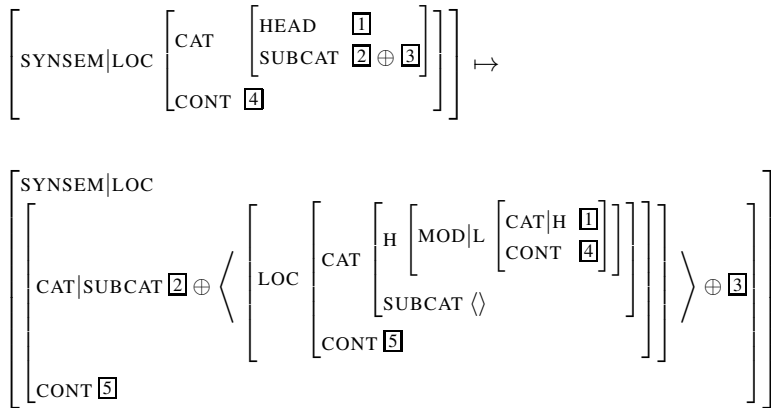 HEAD 1
CAT
SYNSEM|LOC SUBCAT 2 ⊕ 3 ↦
CONT 4
SYNSEM|LOC
CAT|H 1
H MOD|L
CAT CONT 4
CAT|SUBCAT 2 ⊕ ⟨ LOC ⟩ ⊕ 3
SUBCAT ⟨⟩
CONT 5
CONT 5